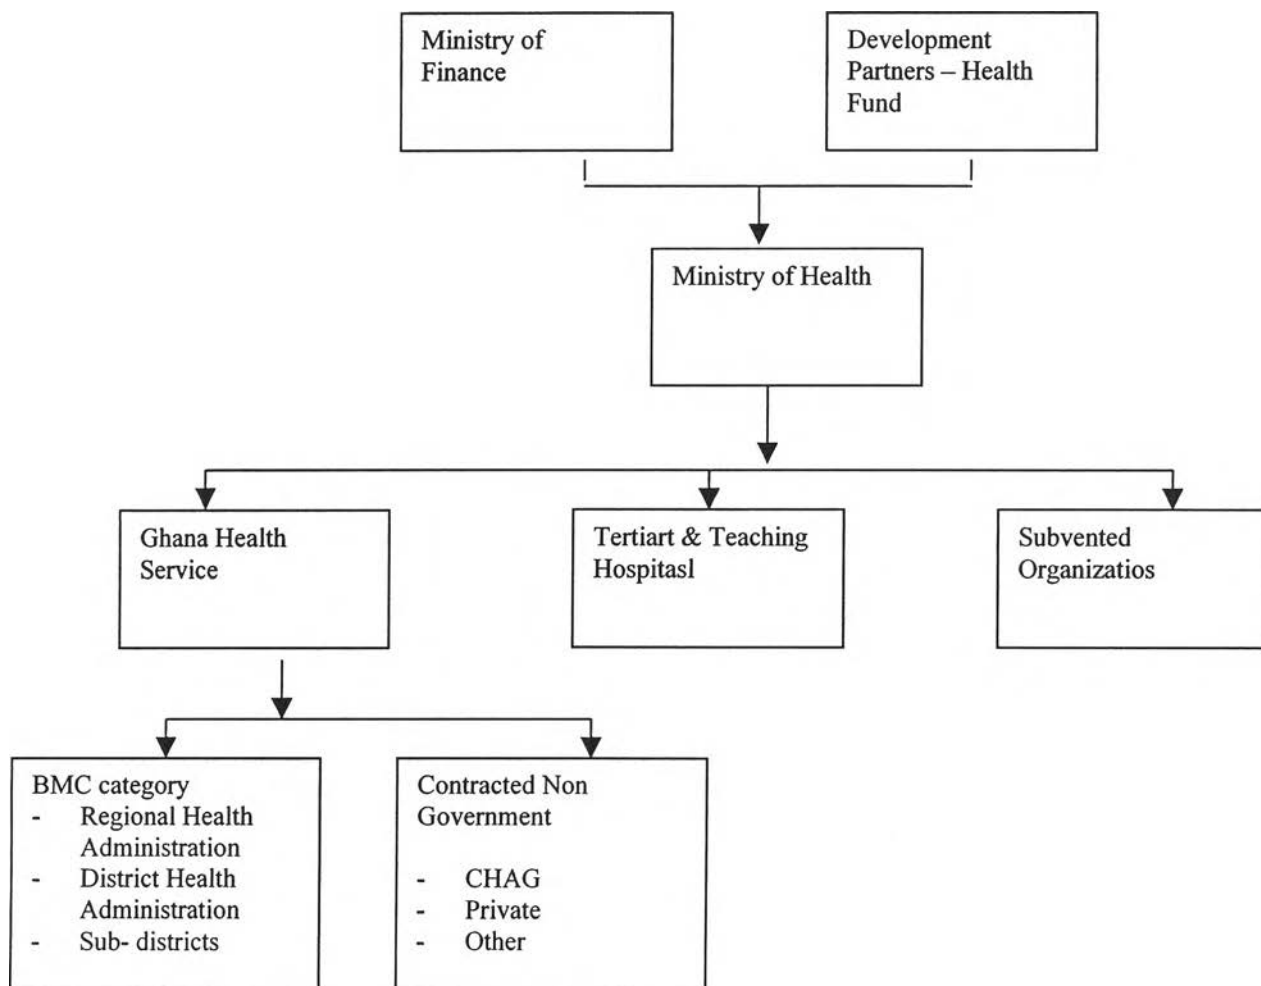 Ministry of
Finance
Development
Partners – Health
Fund
Ministry of Health
Ghana Health
Service
Tertiart & Teaching
Hospitasl
Subvented
Organizatios
BMC category
- Regional Health
Administration
- District Health
Administration
- Sub- districts
Contracted Non
Government
- CHAG
- Private
- Other